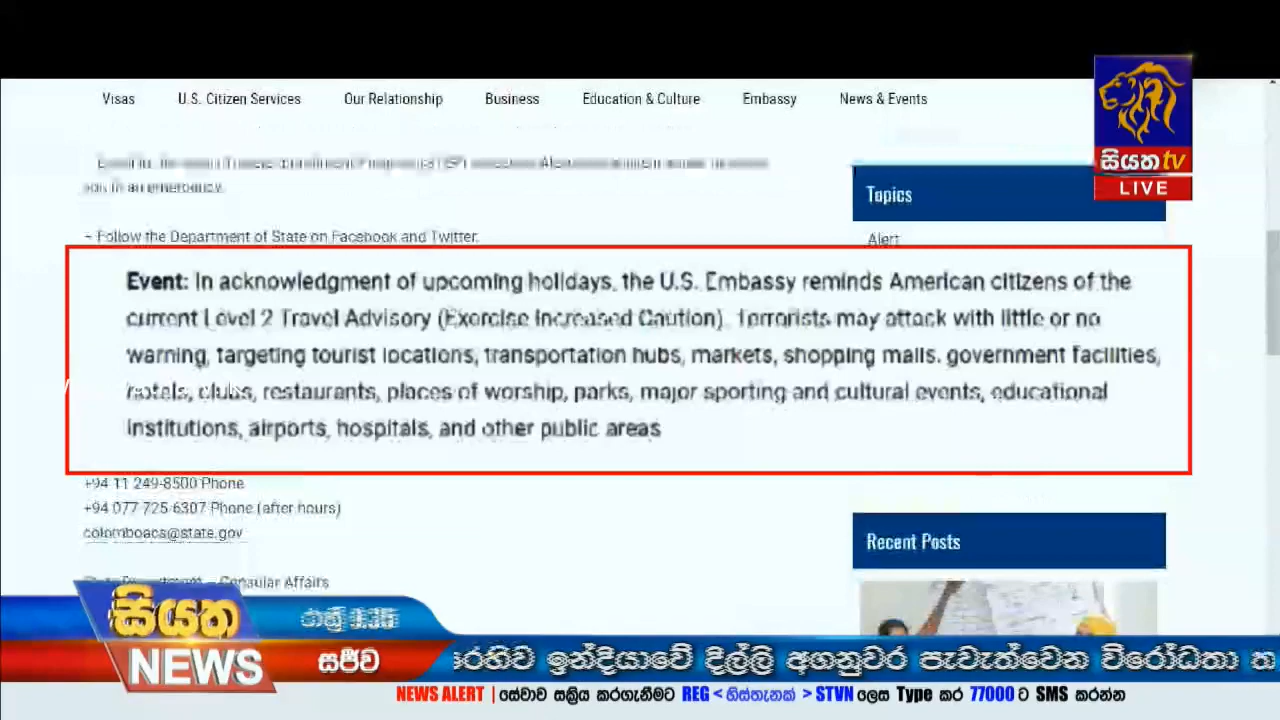 Visas U.S. Citizen Services Our Relationship Business Education & Culture Embassy News & Events
සියත tv
LIVE
in an emergency.
Topics
– Follow the Department of State on Facebook and Twitter.
Alert
Event: In acknowledgment of upcoming holidays, the U.S. Embassy reminds American citizens of the
current Level 2 Travel Advisory (Exercise Increased Caution). Terrorists may attack with little or no
warning, targeting tourist locations, transportation hubs, markets, shopping malls. government facilities,
hotels, clubs, restaurants, places of worship, parks, major sporting and cultural events, educational
institutions, airports, hospitals, and other public areas
+94 11 249-8500 Phone
+94 077-725-6307 Phone (after hours)
colomboacs@state.gov
Recent Posts
State Department – Consular Affairs
සියත
NEWS
රාත්‍රී
සජීව
ඉන්දියාවේ දිල්ලි අගනුවර පැවැත්වෙන විරෝධතා
NEWS ALERT | සේවාව සක්‍රිය කරගැනීමට REG < හිස්තැනක් > STVN ලෙස Type කර 77000 ට SMS කරන්න